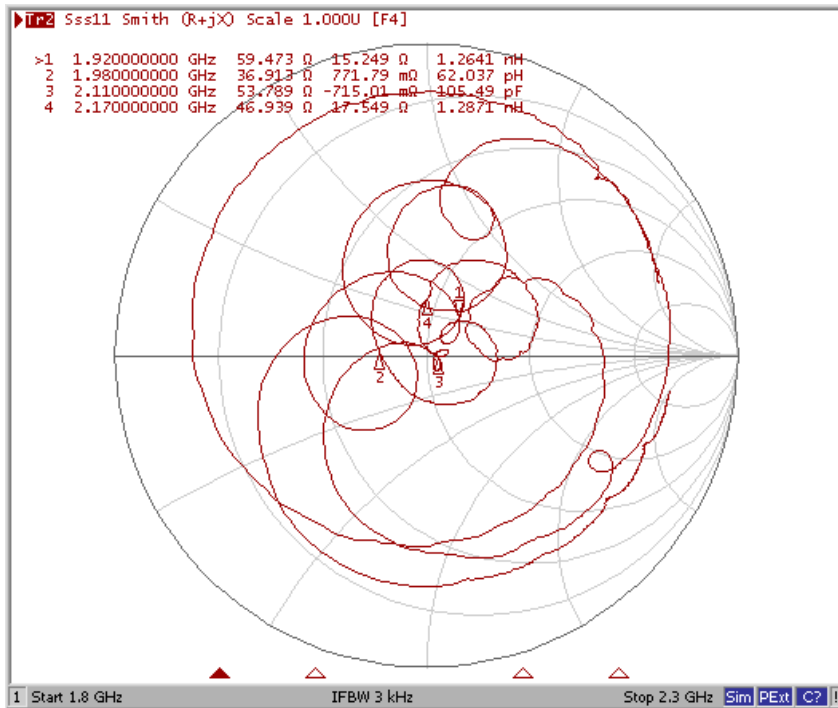 Tr2 Sss11 Smith (R+jX) Scale 1.000U [F4]
>1 1.920000000 GHz 59.473 Ω 15.249 Ω 1.2641 nH
2 1.980000000 GHz 36.913 Ω 771.79 mΩ 62.037 pH
3 2.110000000 GHz 53.789 Ω -715.01 mΩ 105.49 pF
4 2.170000000 GHz 46.939 Ω 17.549 Ω 1.2871 nH
1
4
2
3
1 Start 1.8 GHz IFBW 3 kHz Stop 2.3 GHz Sim PExt C? !